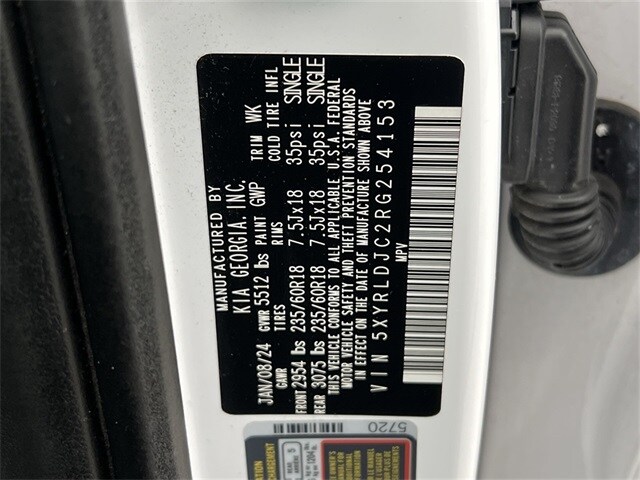 MANUFACTURED BY
KIA GEORGIA, INC.
JAN/08/24 GVWR 5512 lbs PAINT GWP TRIM WK
GAWR TIRES RIMS COLD TIRE INFL
FRONT 2954 lbs 235/60R18 7.5Jx18 35psi SINGLE
REAR 3075 lbs 235/60R18 7.5Jx18 35psi SINGLE
THIS VEHICLE CONFORMS TO ALL APPLICABLE U.S.A. FEDERAL
MOTOR VEHICLE SAFETY AND THEFT PREVENTION STANDARDS
IN EFFECT ON THE DATE OF MANUFACTURE SHOWN ABOVE
VIN 5XYRLDJC2RG254153
MPV
5720